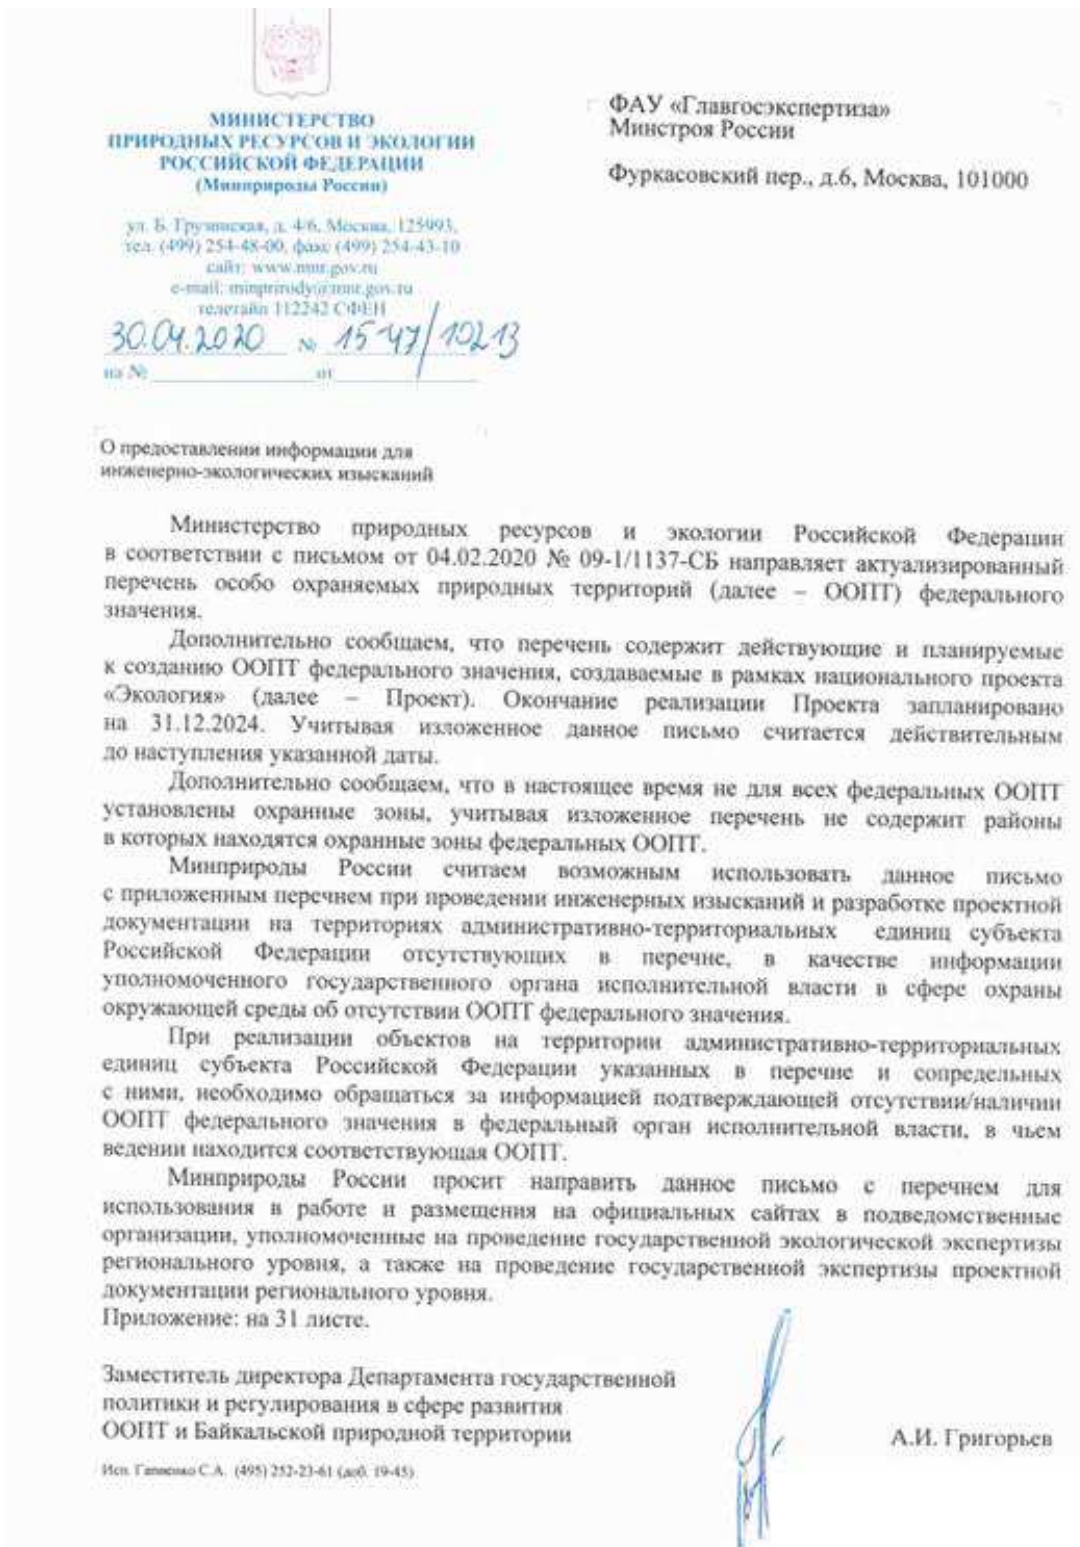 МИНИСТЕРСТВО
ПРИРОДНЫХ РЕСУРСОВ И ЭКОЛОГИИ
РОССИЙСКОЙ ФЕДЕРАЦИИ
(Минприроды России)
ул. Б. Грузинская, д. 4/6, Москва, 125993,
тел. (499) 254-48-00, факс (499) 254-43-10
сайт: www.mnr.gov.ru
e-mail: minprirody@mnr.gov.ru
телетайп 112242 СФЕН
30.04.2020 № 15-47/10213
на № от
ФАУ «Главгосэкспертиза»
Минстроя России
Фуркасовский пер., д.6, Москва, 101000
О предоставлении информации для
инженерно-экологических изысканий
Министерство природных ресурсов и экологии Российской Федерации
в соответствии с письмом от 04.02.2020 № 09-1/1137-СБ направляет актуализированный
перечень особо охраняемых природных территорий (далее – ООПТ) федерального
значения.
Дополнительно сообщаем, что перечень содержит действующие и планируемые
к созданию ООПТ федерального значения, создаваемые в рамках национального проекта
«Экология» (далее – Проект). Окончание реализации Проекта запланировано
на 31.12.2024. Учитывая изложенное данное письмо считается действительным
до наступления указанной даты.
Дополнительно сообщаем, что в настоящее время не для всех федеральных ООПТ
установлены охранные зоны, учитывая изложенное перечень не содержит районы
в которых находятся охранные зоны федеральных ООПТ.
Минприроды России считаем возможным использовать данное письмо
с приложенным перечнем при проведении инженерных изысканий и разработке проектной
документации на территориях административно-территориальных единиц субъекта
Российской Федерации отсутствующих в перечне, в качестве информации
уполномоченного государственного органа исполнительной власти в сфере охраны
окружающей среды об отсутствии ООПТ федерального значения.
При реализации объектов на территории административно-территориальных
единиц субъекта Российской Федерации указанных в перечне и сопредельных
с ними, необходимо обращаться за информацией подтверждающей отсутствии/наличии
ООПТ федерального значения в федеральный орган исполнительной власти, в чьем
ведении находится соответствующая ООПТ.
Минприроды России просит направить данное письмо с перечнем для
использования в работе и размещения на официальных сайтах в подведомственные
организации, уполномоченные на проведение государственной экологической экспертизы
регионального уровня, а также на проведение государственной экспертизы проектной
документации регионального уровня.
Приложение: на 31 листе.
Заместитель директора Департамента государственной
политики и регулирования в сфере развития
ООПТ и Байкальской природной территории
А.И. Григорьев
Исп. Гапиенко С.А. (495) 252-23-61 (доб. 19-45)